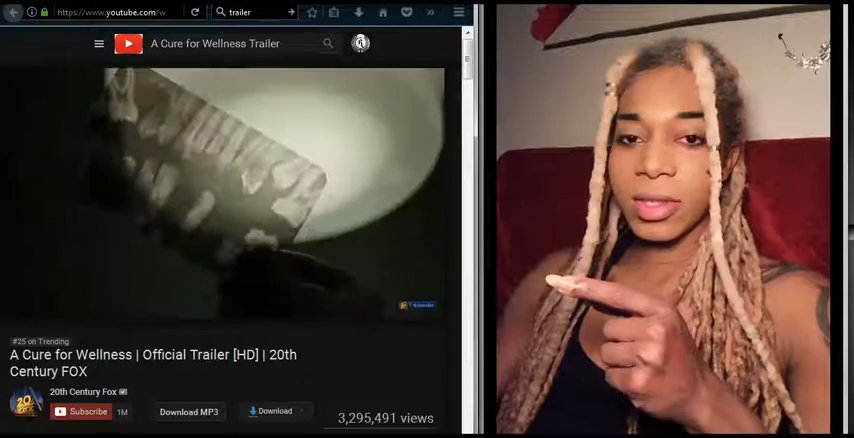 https://www.youtube.com/w
trailer
A Cure for Wellness Trailer
#25 on Trending
A Cure for Wellness | Official Trailer [HD] | 20th
Century FOX
20th Century Fox
Subscribe 1M
Download MP3
Download
3,295,491 views